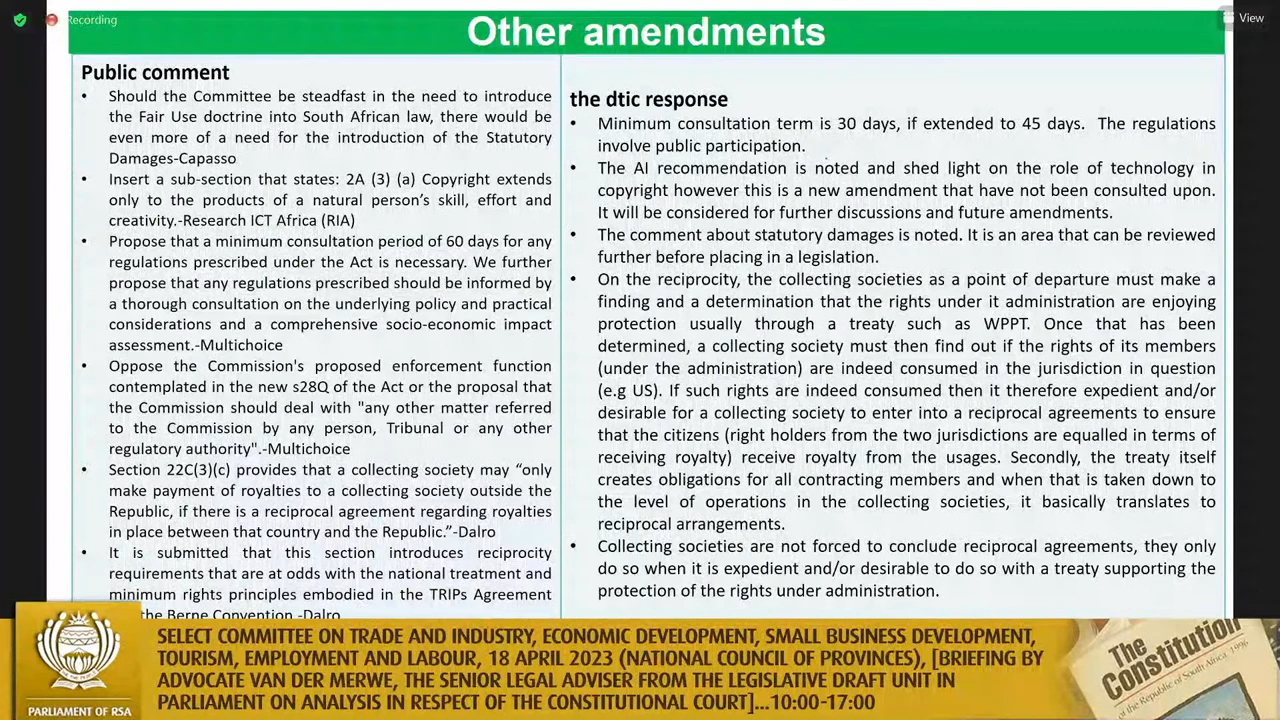 Recording
View
Other amendments
Public comment
• Should the Committee be steadfast in the need to introduce
the Fair Use doctrine into South African law, there would be
even more of a need for the introduction of the Statutory
Damages-Capasso
• Insert a sub-section that states: 2A (3) (a) Copyright extends
only to the products of a natural person's skill, effort and
creativity.-Research ICT Africa (RIA)
• Propose that a minimum consultation period of 60 days for any
regulations prescribed under the Act is necessary. We further
propose that any regulations prescribed should be informed by
a thorough consultation on the underlying policy and practical
considerations and a comprehensive socio-economic impact
assessment.-Multichoice
• Oppose the Commission's proposed enforcement function
contemplated in the new s28Q of the Act or the proposal that
the Commission should deal with "any other matter referred
to the Commission by any person, Tribunal or any other
regulatory authority".-Multichoice
• Section 22C(3)(c) provides that a collecting society may “only
make payment of royalties to a collecting society outside the
Republic, if there is a reciprocal agreement regarding royalties
in place between that country and the Republic.”-Dalro
• It is submitted that this section introduces reciprocity
requirements that are at odds with the national treatment and
minimum rights principles embodied in the TRIPs Agreement
the Berne Convention -Dalro
the dtic response
• Minimum consultation term is 30 days, if extended to 45 days. The regulations
involve public participation.
• The AI recommendation is noted and shed light on the role of technology in
copyright however this is a new amendment that have not been consulted upon.
It will be considered for further discussions and future amendments.
• The comment about statutory damages is noted. It is an area that can be reviewed
further before placing in a legislation.
• On the reciprocity, the collecting societies as a point of departure must make a
finding and a determination that the rights under it administration are enjoying
protection usually through a treaty such as WPPT. Once that has been
determined, a collecting society must then find out if the rights of its members
(under the administration) are indeed consumed in the jurisdiction in question
(e.g US). If such rights are indeed consumed then it therefore expedient and/or
desirable for a collecting society to enter into a reciprocal agreements to ensure
that the citizens (right holders from the two jurisdictions are equalled in terms of
receiving royalty) receive royalty from the usages. Secondly, the treaty itself
creates obligations for all contracting members and when that is taken down to
the level of operations in the collecting societies, it basically translates to
reciprocal arrangements.
• Collecting societies are not forced to conclude reciprocal agreements, they only
do so when it is expedient and/or desirable to do so with a treaty supporting the
protection of the rights under administration.
SELECT COMMITTEE ON TRADE AND INDUSTRY, ECONOMIC DEVELOPMENT, SMALL BUSINESS DEVELOPMENT,
TOURISM, EMPLOYMENT AND LABOUR, 18 APRIL 2023 (NATIONAL COUNCIL OF PROVINCES), [BRIEFING BY
ADVOCATE VAN DER MERWE, THE SENIOR LEGAL ADVISER FROM THE LEGISLATIVE DRAFT UNIT IN
PARLIAMENT ON ANALYSIS IN RESPECT OF THE CONSTITUTIONAL COURT]...10:00-17:00
PARLIAMENT OF RSA
The
Constitution
of the Republic of South Africa, 1996